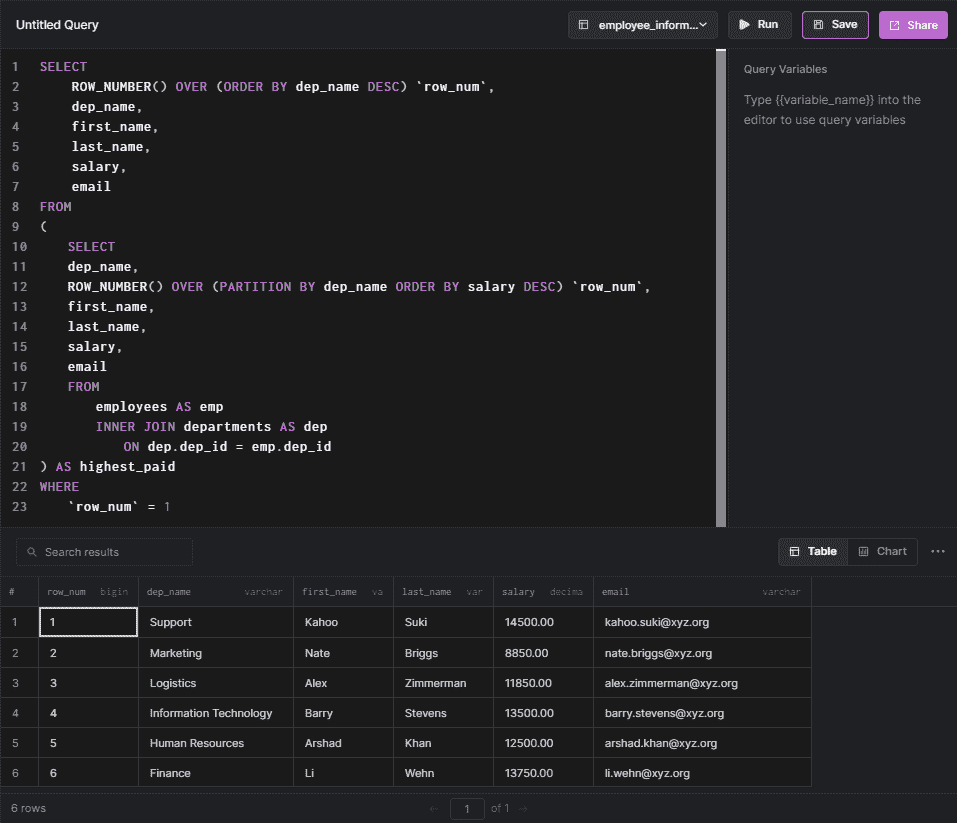 Untitled Query
employee_inform...
Run
Save
Share
1 SELECT
2 ROW_NUMBER() OVER (ORDER BY dep_name DESC) `row_num`,
3 dep_name,
4 first_name,
5 last_name,
6 salary,
7 email
8 FROM
9 (
10 SELECT
11 dep_name,
12 ROW_NUMBER() OVER (PARTITION BY dep_name ORDER BY salary DESC) `row_num`,
13 first_name,
14 last_name,
15 salary,
16 email
17 FROM
18 employees AS emp
19 INNER JOIN departments AS dep
20 ON dep.dep_id = emp.dep_id
21 ) AS highest_paid
22 WHERE
23 `row_num` = 1
Query Variables
Type {{variable_name}} into the
editor to use query variables
Search results
Table
Chart
# row_num bigin dep_name varchar first_name va last_name var salary decima email varchar
1 1 Support Kahoo Suki 14500.00 kahoo.suki@xyz.org
2 2 Marketing Nate Briggs 8850.00 nate.briggs@xyz.org
3 3 Logistics Alex Zimmerman 11850.00 alex.zimmerman@xyz.org
4 4 Information Technology Barry Stevens 13500.00 barry.stevens@xyz.org
5 5 Human Resources Arshad Khan 12500.00 arshad.khan@xyz.org
6 6 Finance Li Wehn 13750.00 li.wehn@xyz.org
6 rows
1 of 1